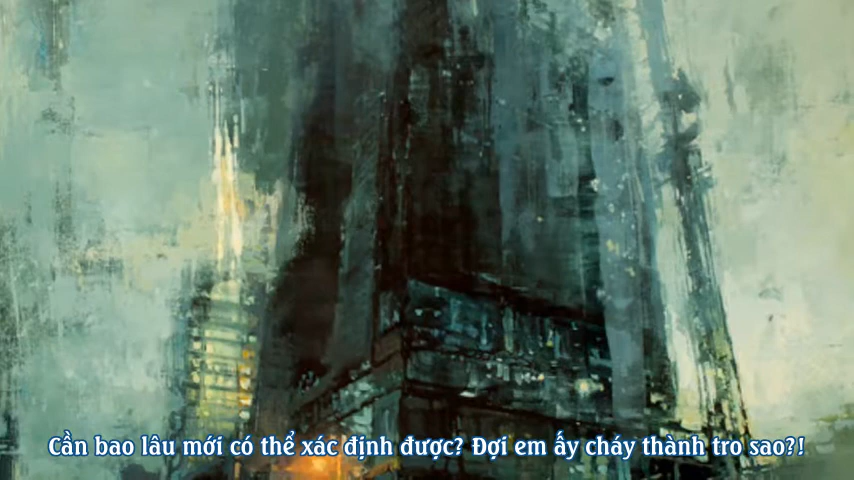 Cần bao lâu mới có thể xác định được? Đợi em ấy cháy thành tro sao?!